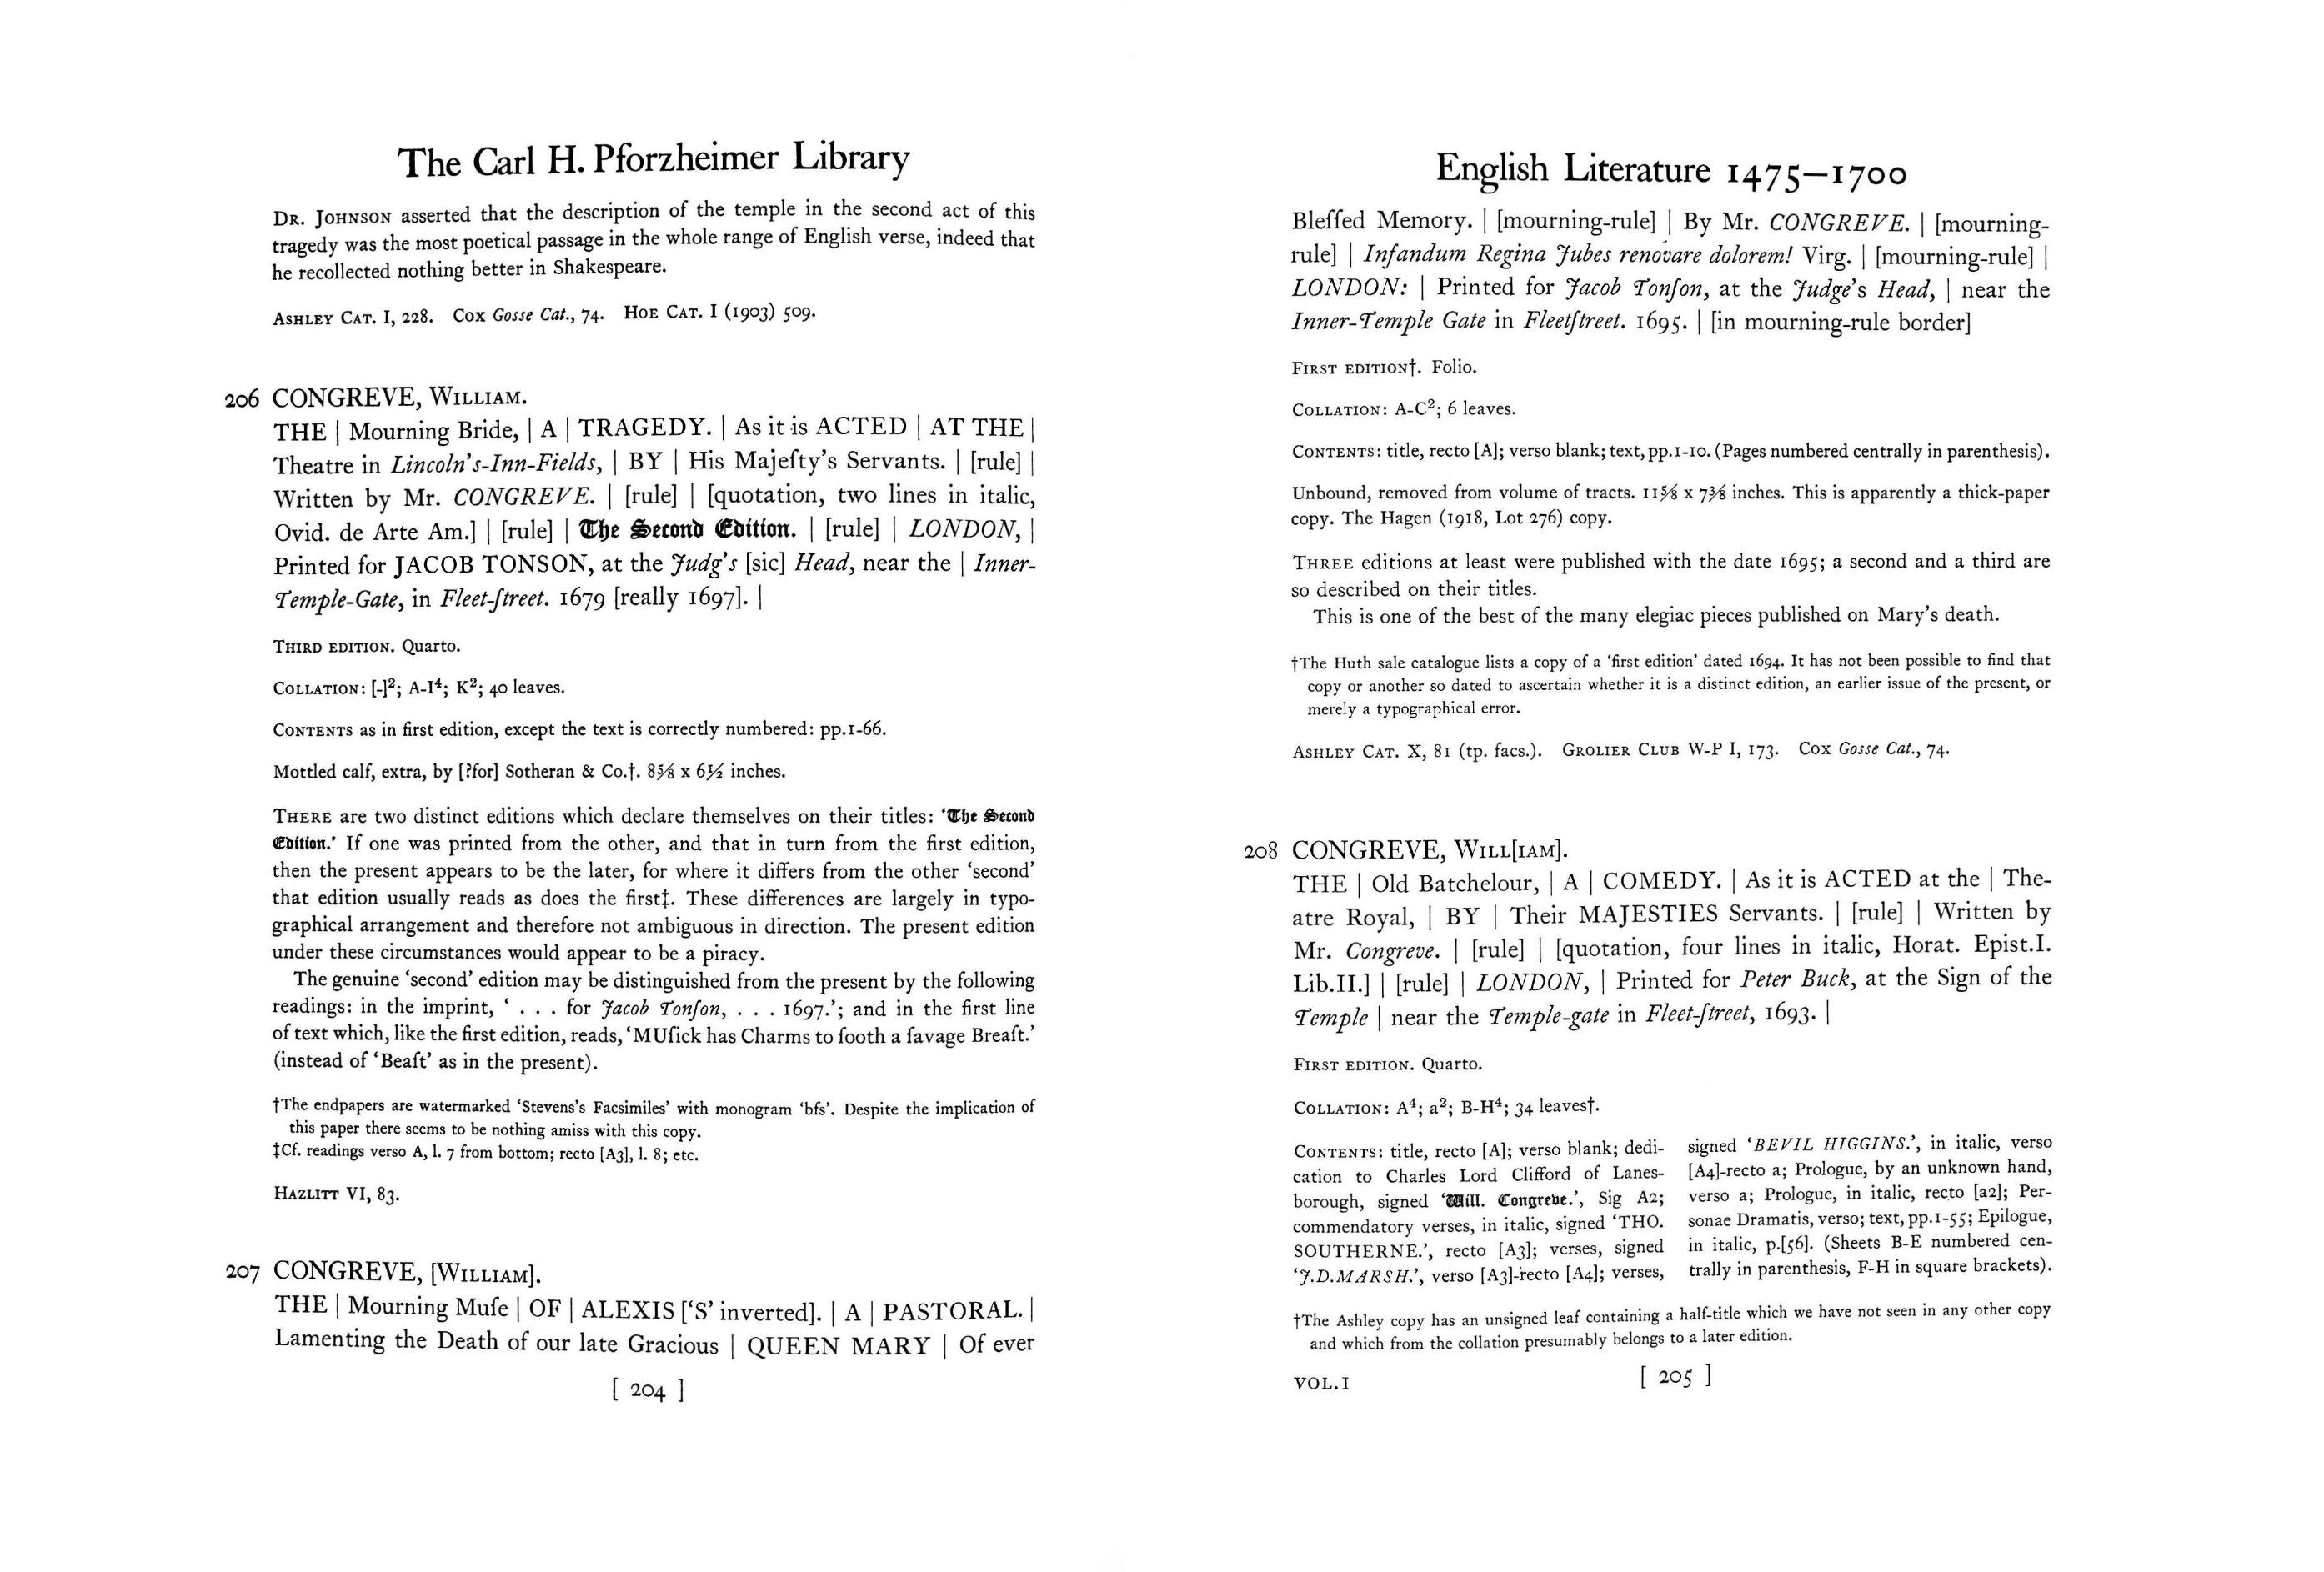 The Carl H. Pforzheimer Library
DR. JOHNSON asserted that the description of the temple in the second act of this
tragedy was the most poetical passage in the whole range of English verse, indeed that
he recollected nothing better in Shakespeare.
ASHLEY CAT. I, 228. COX Gosse Cat., 74. HOE CAT. I (1903) 509.
206 CONGREVE, WILLIAM.
THE | Mourning Bride, | A | TRAGEDY. | As it is ACTED | AT THE |
Theatre in Lincoln's-Inn-Fields, | BY | His Majeſty's Servants. | [rule] |
Written by Mr. CONGREVE. | [rule] | [quotation, two lines in italic,
Ovid. de Arte Am.] | [rule] | The Second Edition. | [rule] | LONDON, |
Printed for JACOB TONSON, at the Judg's [sic] Head, near the | Inner-
Temple-Gate, in Fleet-ſtreet. 1679 [really 1697]. |
THIRD EDITION. Quarto.
COLLATION: [-]²; A-I⁴; K²; 40 leaves.
CONTENTS as in first edition, except the text is correctly numbered: pp.1-66.
Mottled calf, extra, by [?for] Sotheran & Co.†. 8⅝ x 6½ inches.
THERE are two distinct editions which declare themselves on their titles: 'The Second
Edition.' If one was printed from the other, and that in turn from the first edition,
then the present appears to be the later, for where it differs from the other 'second'
that edition usually reads as does the first‡. These differences are largely in typo-
graphical arrangement and therefore not ambiguous in direction. The present edition
under these circumstances would appear to be a piracy.
The genuine 'second' edition may be distinguished from the present by the following
readings: in the imprint, ' . . . for Jacob Tonſon, . . . 1697.'; and in the first line
of text which, like the first edition, reads, 'MUſick has Charms to ſooth a ſavage Breaſt.'
(instead of 'Beaſt' as in the present).
†The endpapers are watermarked 'Stevens's Facsimiles' with monogram 'bfs'. Despite the implication of
this paper there seems to be nothing amiss with this copy.
‡Cf. readings verso A, l. 7 from bottom; recto [A3], l. 8; etc.
HAZLITT VI, 83.
207 CONGREVE, [WILLIAM].
THE | Mourning Muſe | OF | ALEXIS ['S' inverted]. | A | PASTORAL. |
Lamenting the Death of our late Gracious | QUEEN MARY | Of ever
[ 204 ]
English Literature 1475—1700
Bleſſed Memory. | [mourning-rule] | By Mr. CONGREVE. | [mourning-
rule] | Infandum Regina Jubes renovare dolorem! Virg. | [mourning-rule] |
LONDON: | Printed for Jacob Tonſon, at the Judge's Head, | near the
Inner-Temple Gate in Fleetſtreet. 1695. | [in mourning-rule border]
FIRST EDITION†. Folio.
COLLATION: A-C²; 6 leaves.
CONTENTS: title, recto [A]; verso blank; text, pp.1-10. (Pages numbered centrally in parenthesis).
Unbound, removed from volume of tracts. 11⅝ x 7⅜ inches. This is apparently a thick-paper
copy. The Hagen (1918, Lot 276) copy.
THREE editions at least were published with the date 1695; a second and a third are
so described on their titles.
This is one of the best of the many elegiac pieces published on Mary's death.
†The Huth sale catalogue lists a copy of a 'first edition' dated 1694. It has not been possible to find that
copy or another so dated to ascertain whether it is a distinct edition, an earlier issue of the present, or
merely a typographical error.
ASHLEY CAT. X, 81 (tp. facs.). GROLIER CLUB W-P I, 173. COX Gosse Cat., 74.
208 CONGREVE, WILL[IAM].
THE | Old Batchelour, | A | COMEDY. | As it is ACTED at the | The-
atre Royal, | BY | Their MAJESTIES Servants. | [rule] | Written by
Mr. Congreve. | [rule] | [quotation, four lines in italic, Horat. Epist.I.
Lib.II.] | [rule] | LONDON, | Printed for Peter Buck, at the Sign of the
Temple | near the Temple-gate in Fleet-ſtreet, 1693. |
FIRST EDITION. Quarto.
COLLATION: A⁴; a²; B-H⁴; 34 leaves†.
CONTENTS: title, recto [A]; verso blank; dedi-
cation to Charles Lord Clifford of Lanes-
borough, signed 'Will. Congreve.', Sig A2;
commendatory verses, in italic, signed 'THO.
SOUTHERNE.', recto [A3]; verses, signed
'J.D.MARSH.', verso [A3]-recto [A4]; verses,
signed 'BEVIL HIGGINS.', in italic, verso
[A4]-recto a; Prologue, by an unknown hand,
verso a; Prologue, in italic, recto [a2]; Per-
sonae Dramatis, verso; text, pp.1-55; Epilogue,
in italic, p.[56]. (Sheets B-E numbered cen-
trally in parenthesis, F-H in square brackets).
†The Ashley copy has an unsigned leaf containing a half-title which we have not seen in any other copy
and which from the collation presumably belongs to a later edition.
VOL.I
[ 205 ]